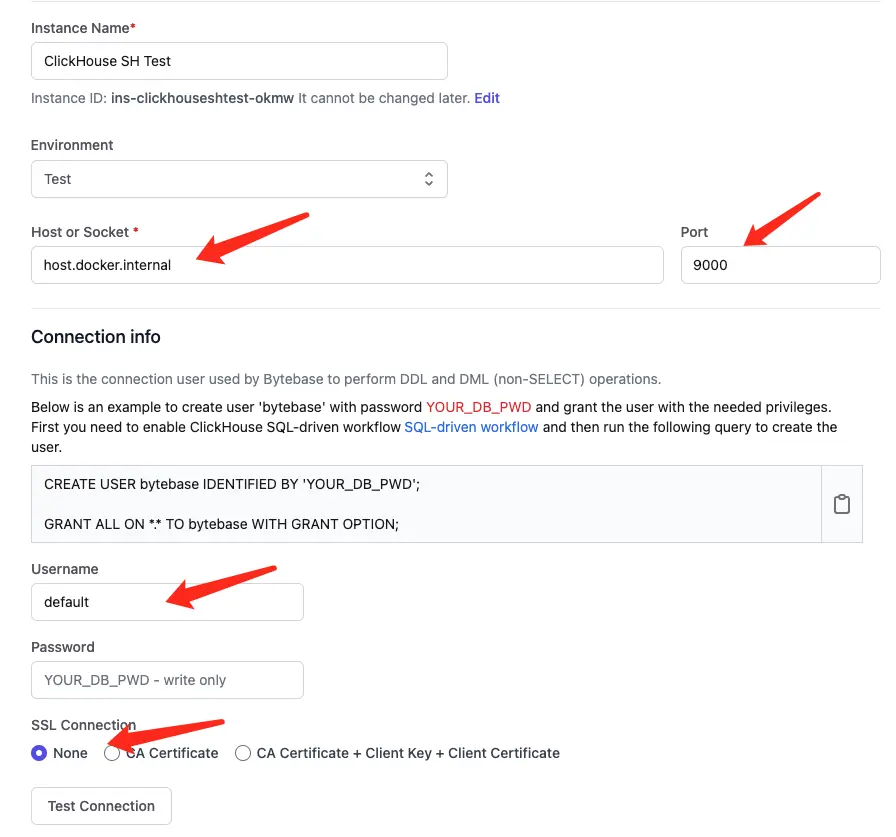 Instance Name*
ClickHouse SH Test
Instance ID: ins-clickhouseshtest-okmw It cannot be changed later. Edit
Environment
Test
Host or Socket *
Port
host.docker.internal
9000
Connection info
This is the connection user used by Bytebase to perform DDL and DML (non-SELECT) operations.
Below is an example to create user 'bytebase' with password YOUR_DB_PWD and grant the user with the needed privileges.
First you need to enable ClickHouse SQL-driven workflow SQL-driven workflow and then run the following query to create the
user.
CREATE USER bytebase IDENTIFIED BY 'YOUR_DB_PWD';
GRANT ALL ON *.* TO bytebase WITH GRANT OPTION;
Username
default
Password
YOUR_DB_PWD - write only
SSL Connection
None CA Certificate CA Certificate + Client Key + Client Certificate
Test Connection